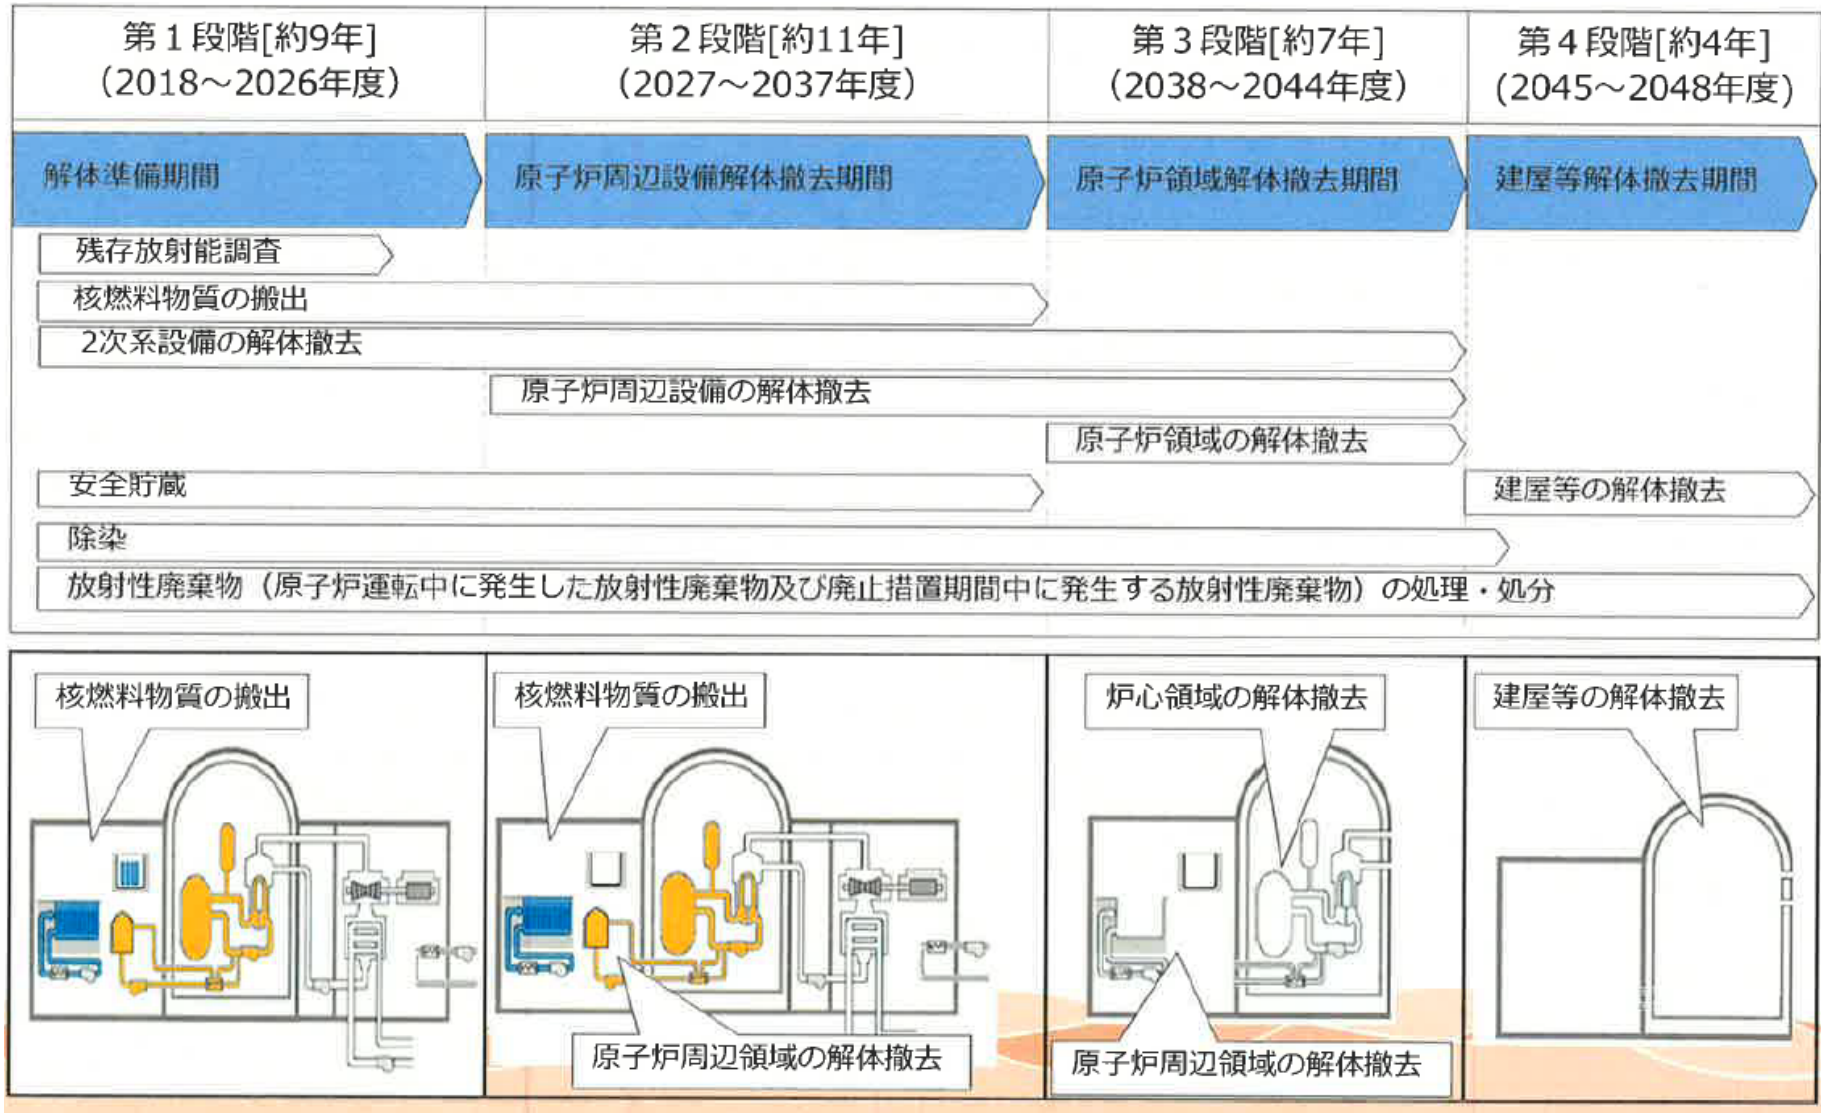 第１段階[約9年]
（2018～2026年度）
第２段階[約11年]
（2027～2037年度）
第３段階[約7年]
（2038～2044年度）
第４段階[約4年]
（2045～2048年度）
解体準備期間
原子炉周辺設備解体撤去期間
原子炉領域解体撤去期間
建屋等解体撤去期間
残存放射能調査
核燃料物質の搬出
2次系設備の解体撤去
原子炉周辺設備の解体撤去
原子炉領域の解体撤去
安全貯蔵
建屋等の解体撤去
除染
放射性廃棄物（原子炉運転中に発生した放射性廃棄物及び廃止措置期間中に発生する放射性廃棄物）の処理・処分
核燃料物質の搬出
核燃料物質の搬出
炉心領域の解体撤去
建屋等の解体撤去
原子炉周辺領域の解体撤去
原子炉周辺領域の解体撤去